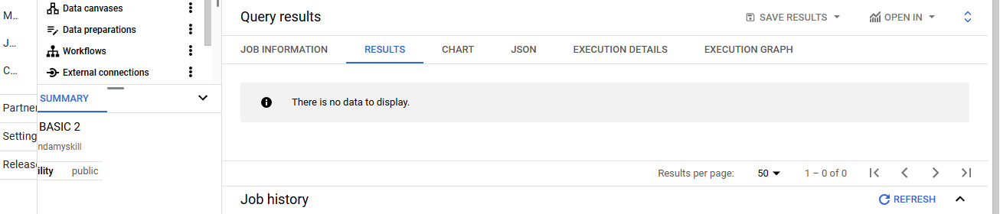 M...
J...
C...
Partner
Setting
Release
Data canvases
Data preparations
Workflows
External connections
SUMMARY
BASIC 2
ndamyskill
ility public
Query results
SAVE RESULTS
OPEN IN
JOB INFORMATION RESULTS CHART JSON EXECUTION DETAILS EXECUTION GRAPH
There is no data to display.
Results per page: 50 1 – 0 of 0
Job history
REFRESH